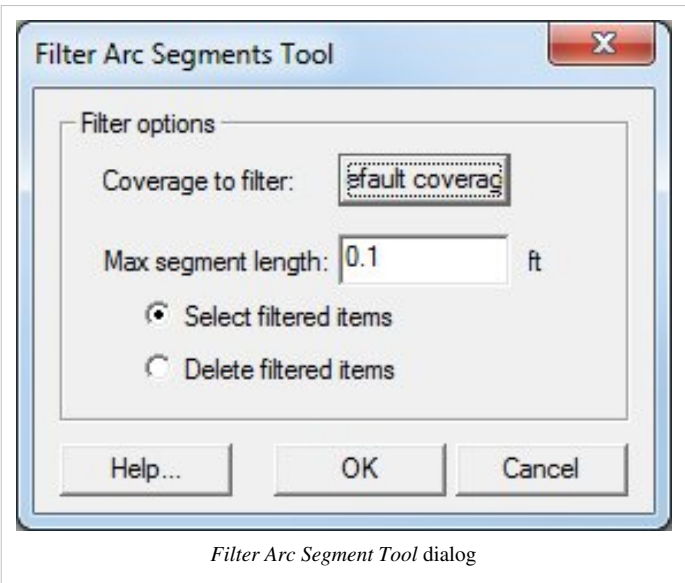 Filter Arc Segments Tool
Filter options
Coverage to filter: efault coverag
Max segment length: 0.1 ft
Select filtered items
Delete filtered items
Help... OK Cancel
Filter Arc Segment Tool dialog